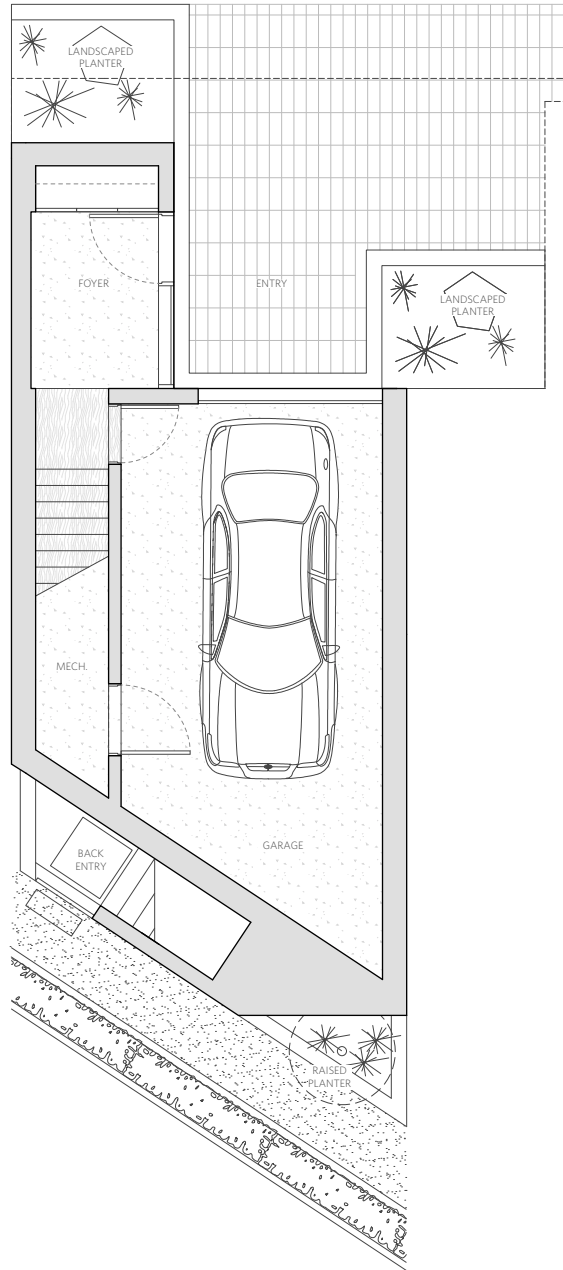 LANDSCAPED
PLANTER
FOYER
ENTRY
LANDSCAPED
PLANTER
MECH.
GARAGE
BACK
ENTRY
RAISED
PLANTER